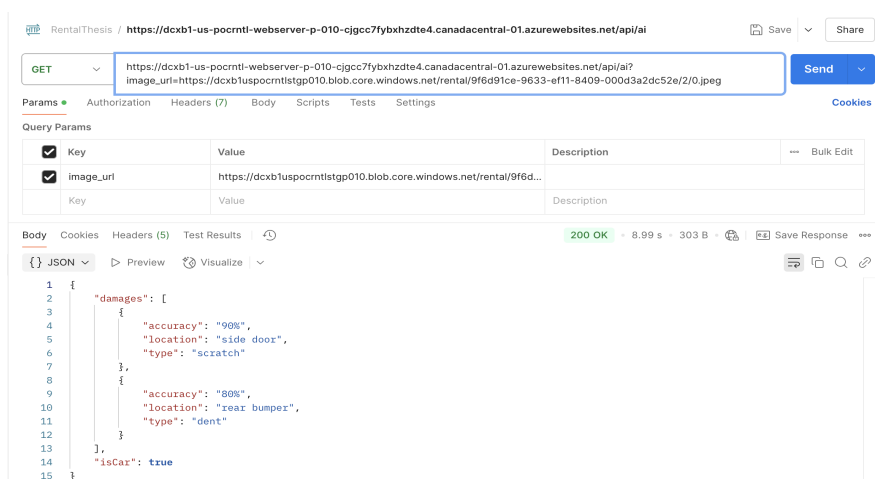 HTTP RentalThesis / https://dcxb1-us-pocrntl-webserver-p-010-cjgcc7fybxhzdte4.canadacentral-01.azurewebsites.net/api/ai Save Share
GET https://dcxb1-us-pocrntl-webserver-p-010-cjgcc7fybxhzdte4.canadacentral-01.azurewebsites.net/api/ai? Send
image_url=https://dcxb1uspocrntlstgp010.blob.core.windows.net/rental/9f6d91ce-9633-ef11-8409-000d3a2dc52e/2/0.jpeg
Params Authorization Headers (7) Body Scripts Tests Settings Cookies
Query Params
Key Value Description Bulk Edit
image_url https://dcxb1uspocrntlstgp010.blob.core.windows.net/rental/9f6d...
Key Value Description
Body Cookies Headers (5) Test Results 200 OK 8.99 s 303 B Save Response
{} JSON Preview Visualize
1 {
2 "damages": [
3 {
4 "accuracy": "90%",
5 "location": "side door",
6 "type": "scratch"
7 },
8 {
9 "accuracy": "80%",
10 "location": "rear bumper",
11 "type": "dent"
12 }
13 ],
14 "isCar": true
15 }